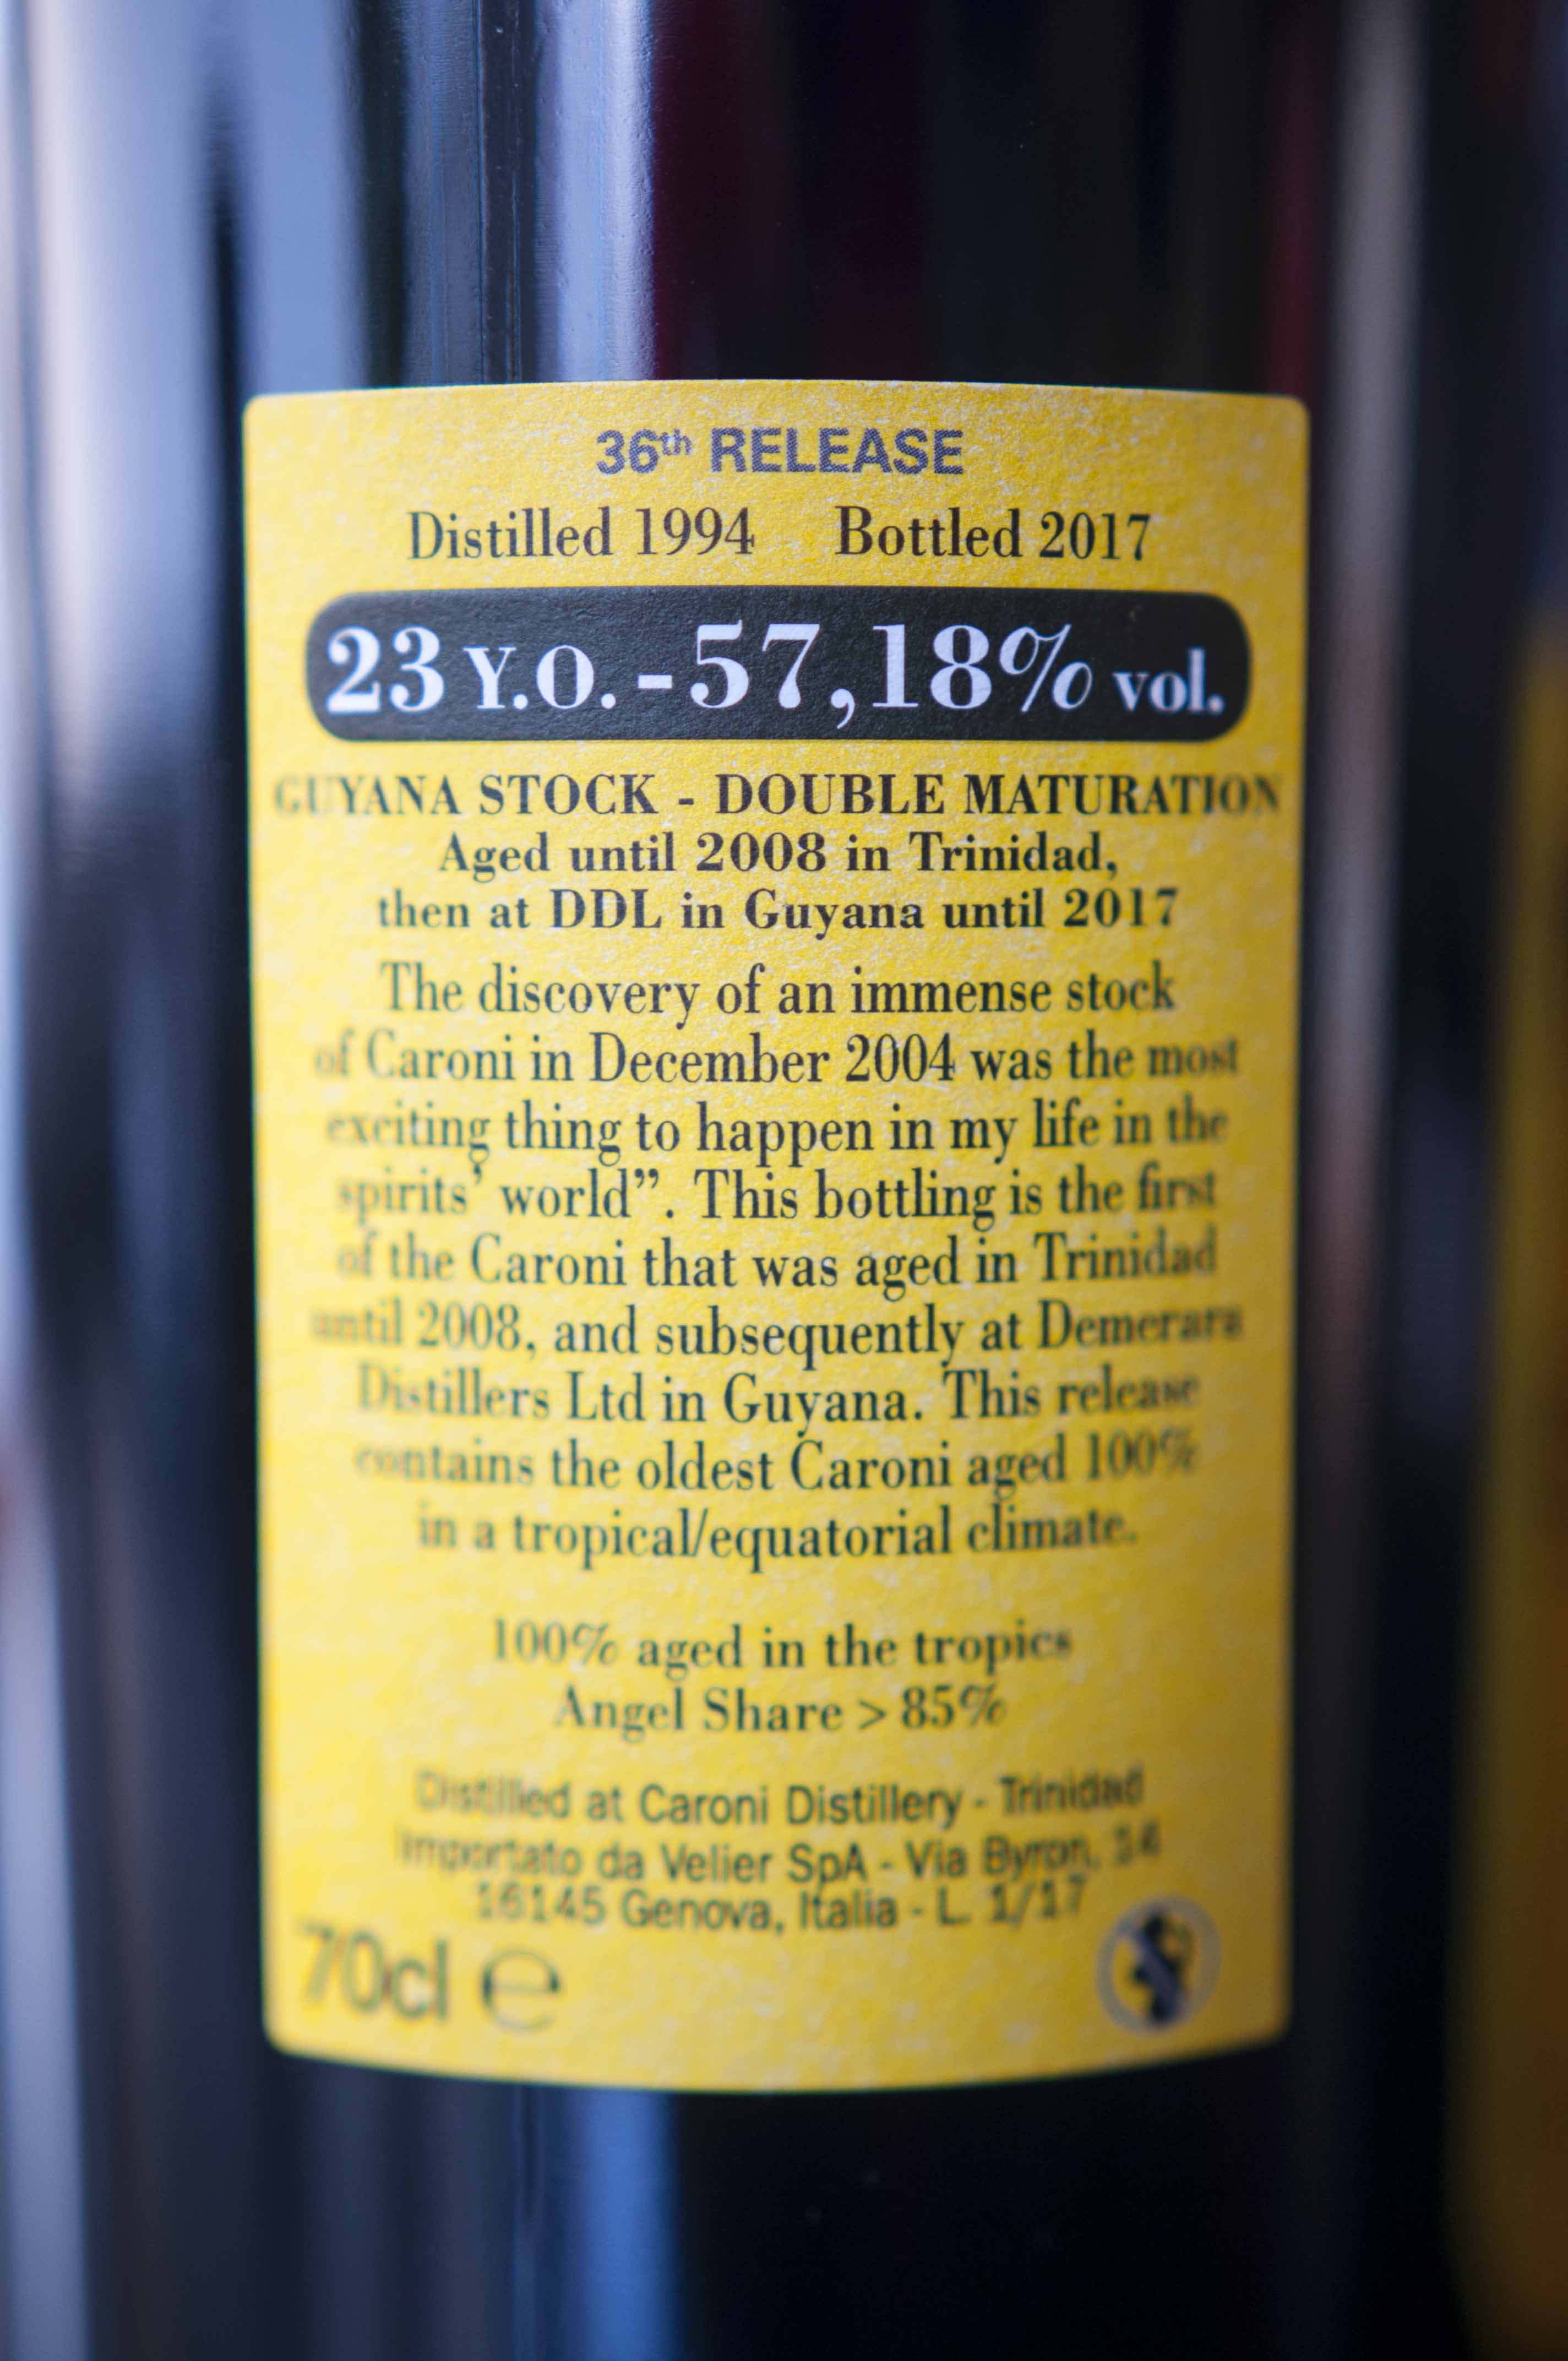 36th RELEASE
Distilled 1994 Bottled 2017
23 Y.O. - 57,18% vol.
GUYANA STOCK - DOUBLE MATURATION
Aged until 2008 in Trinidad,
then at DDL in Guyana until 2017
The discovery of an immense stock
of Caroni in December 2004 was the most
exciting thing to happen in my life in the
spirits’ world”. This bottling is the first
of the Caroni that was aged in Trinidad
until 2008, and subsequently at Demerara
Distillers Ltd in Guyana. This release
contains the oldest Caroni aged 100%
in a tropical/equatorial climate.
100% aged in the tropics
Angel Share > 85%
Distilled at Caroni Distillery - Trinidad
Importato da Velier SpA - Via Byron, 14
16145 Genova, Italia - L. 1/17
70cl e